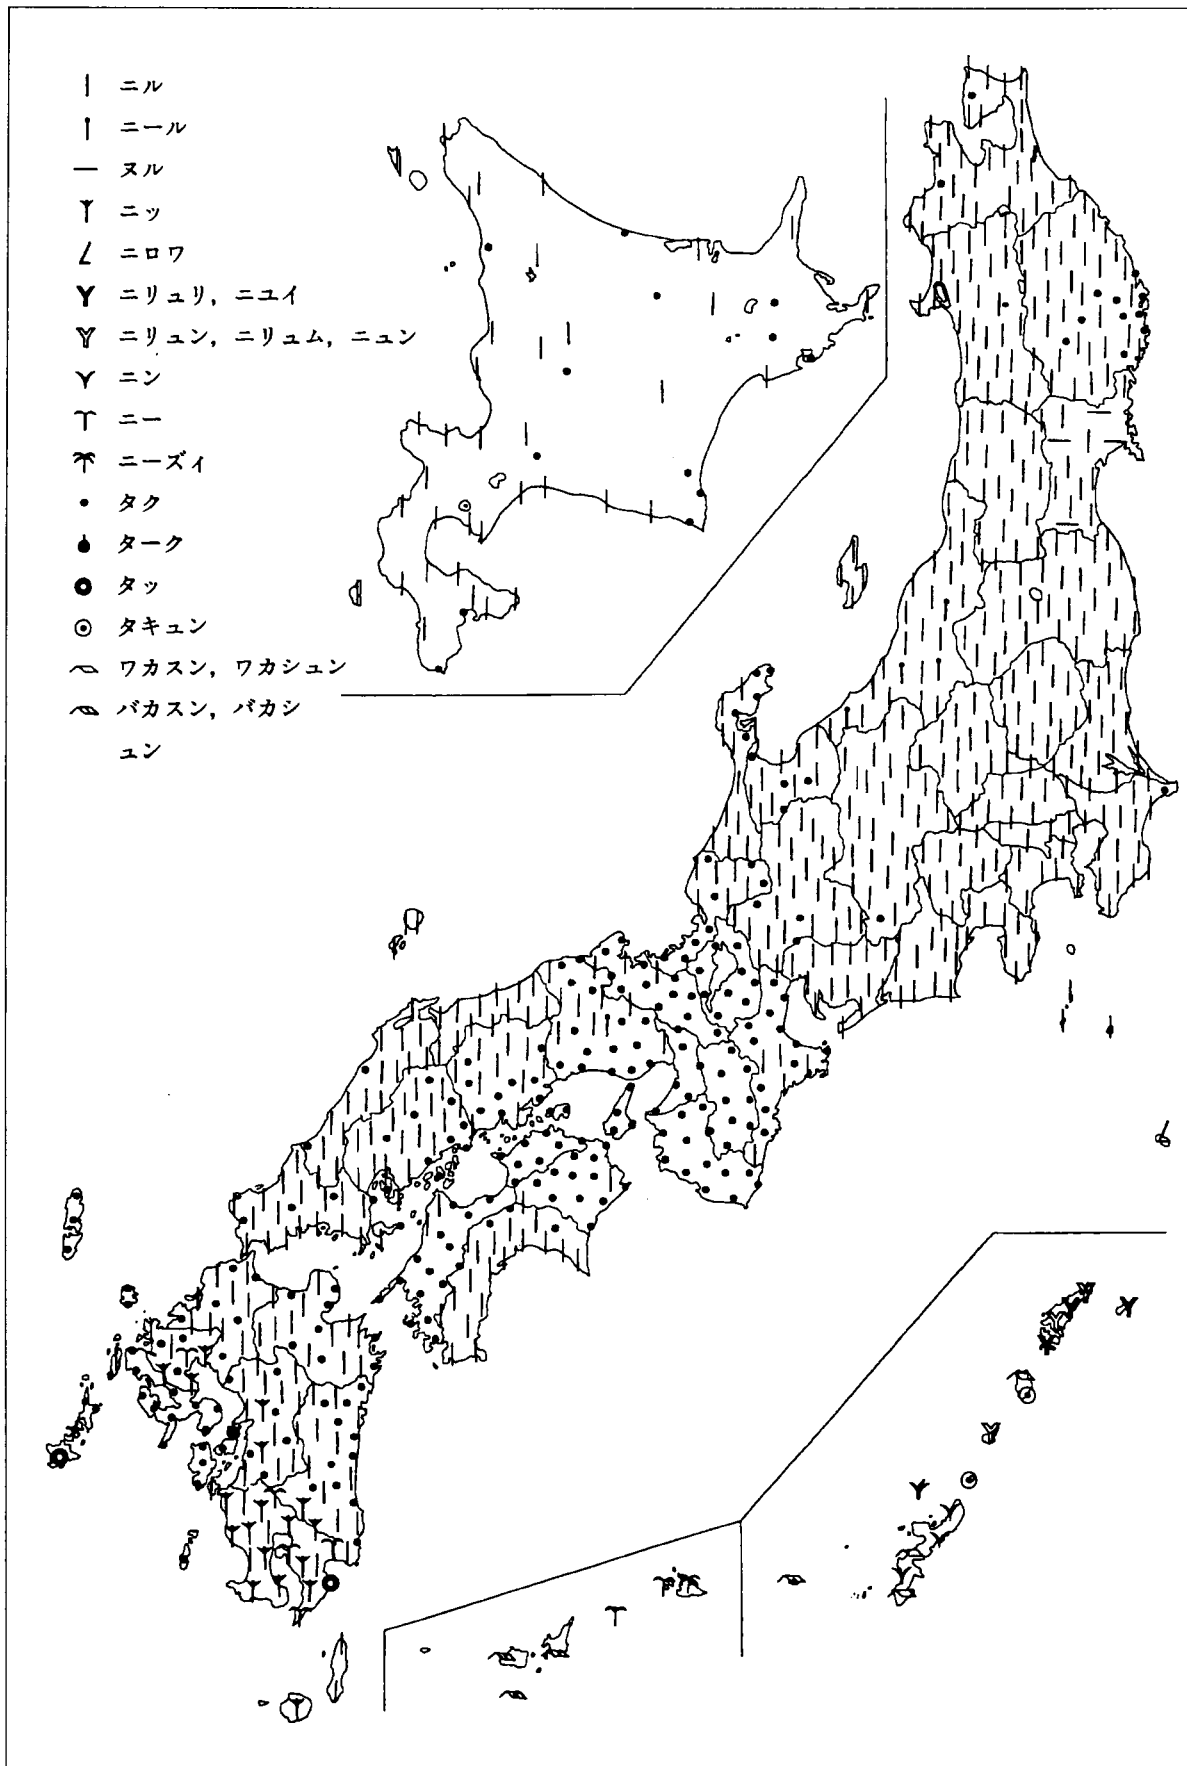 ニル
ニール
ヌル
ニッ
ニロワ
ニリュリ，ニユイ
ニリュン，ニリュム，ニュン
ニン
ニー
ニーズィ
タク
ターク
タッ
タキュン
ワカスン，ワカシュン
バカスン，バカシ
ュン